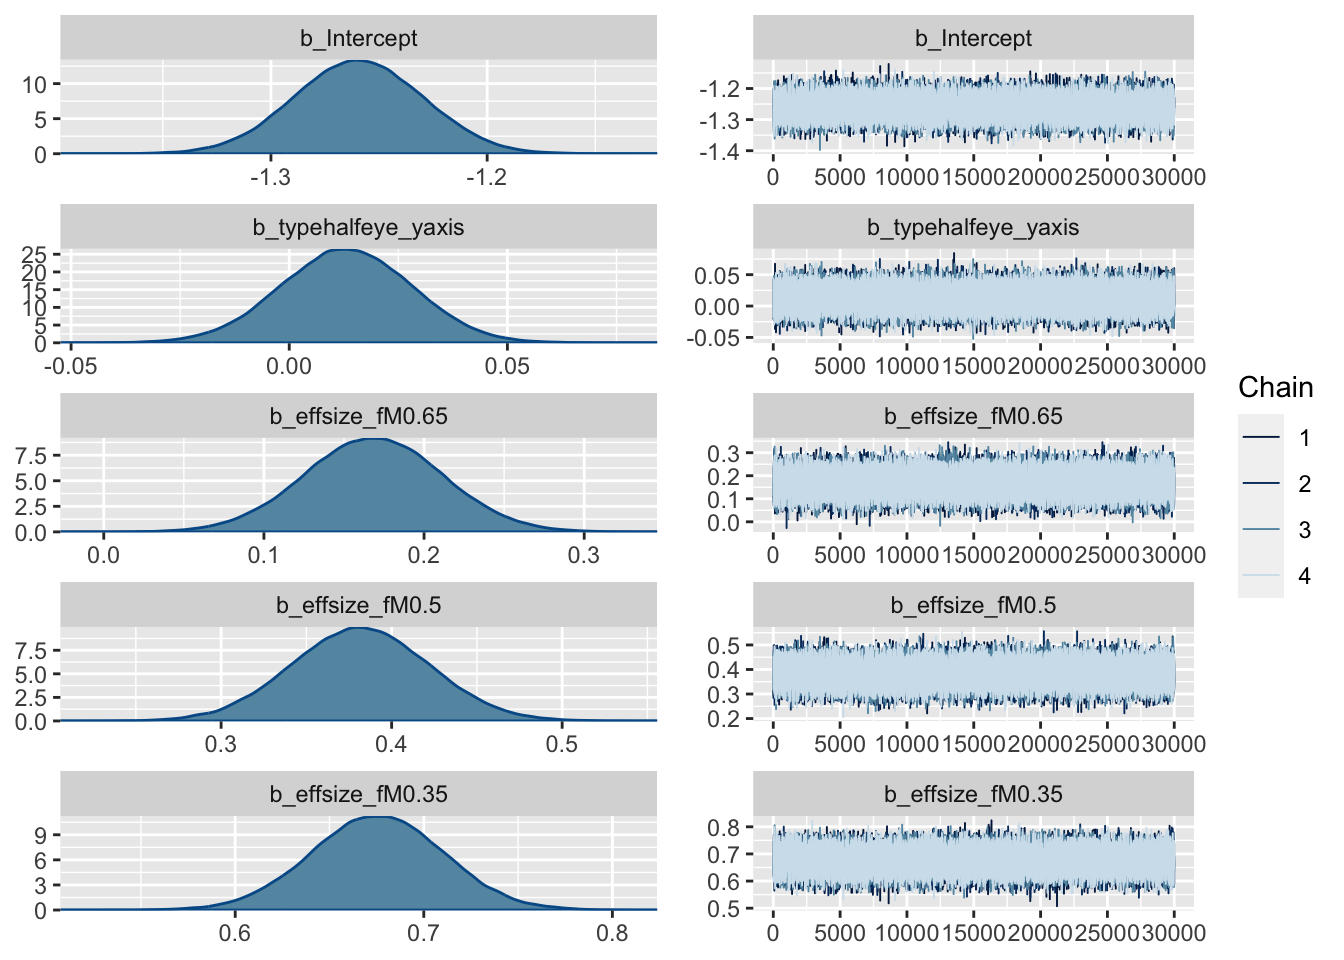 b_Intercept
10
5
0
-1.3 -1.2
b_Intercept
-1.2
-1.3
-1.4
0 5000 10000 15000 20000 25000 30000
b_typehalfeye_yaxis
25
20
15
10
5
0
-0.05 0.00 0.05
b_typehalfeye_yaxis
0.05
0.00
-0.05
0 5000 10000 15000 20000 25000 30000
b_effsize_fM0.65
7.5
5.0
2.5
0.0
0.0 0.1 0.2 0.3
b_effsize_fM0.65
0.3
0.2
0.1
0.0
0 5000 10000 15000 20000 25000 30000
b_effsize_fM0.5
7.5
5.0
2.5
0.0
0.3 0.4 0.5
b_effsize_fM0.5
0.5
0.4
0.3
0.2
0 5000 10000 15000 20000 25000 30000
b_effsize_fM0.35
9
6
3
0
0.6 0.7 0.8
b_effsize_fM0.35
0.8
0.7
0.6
0.5
0 5000 10000 15000 20000 25000 30000
Chain
1
2
3
4